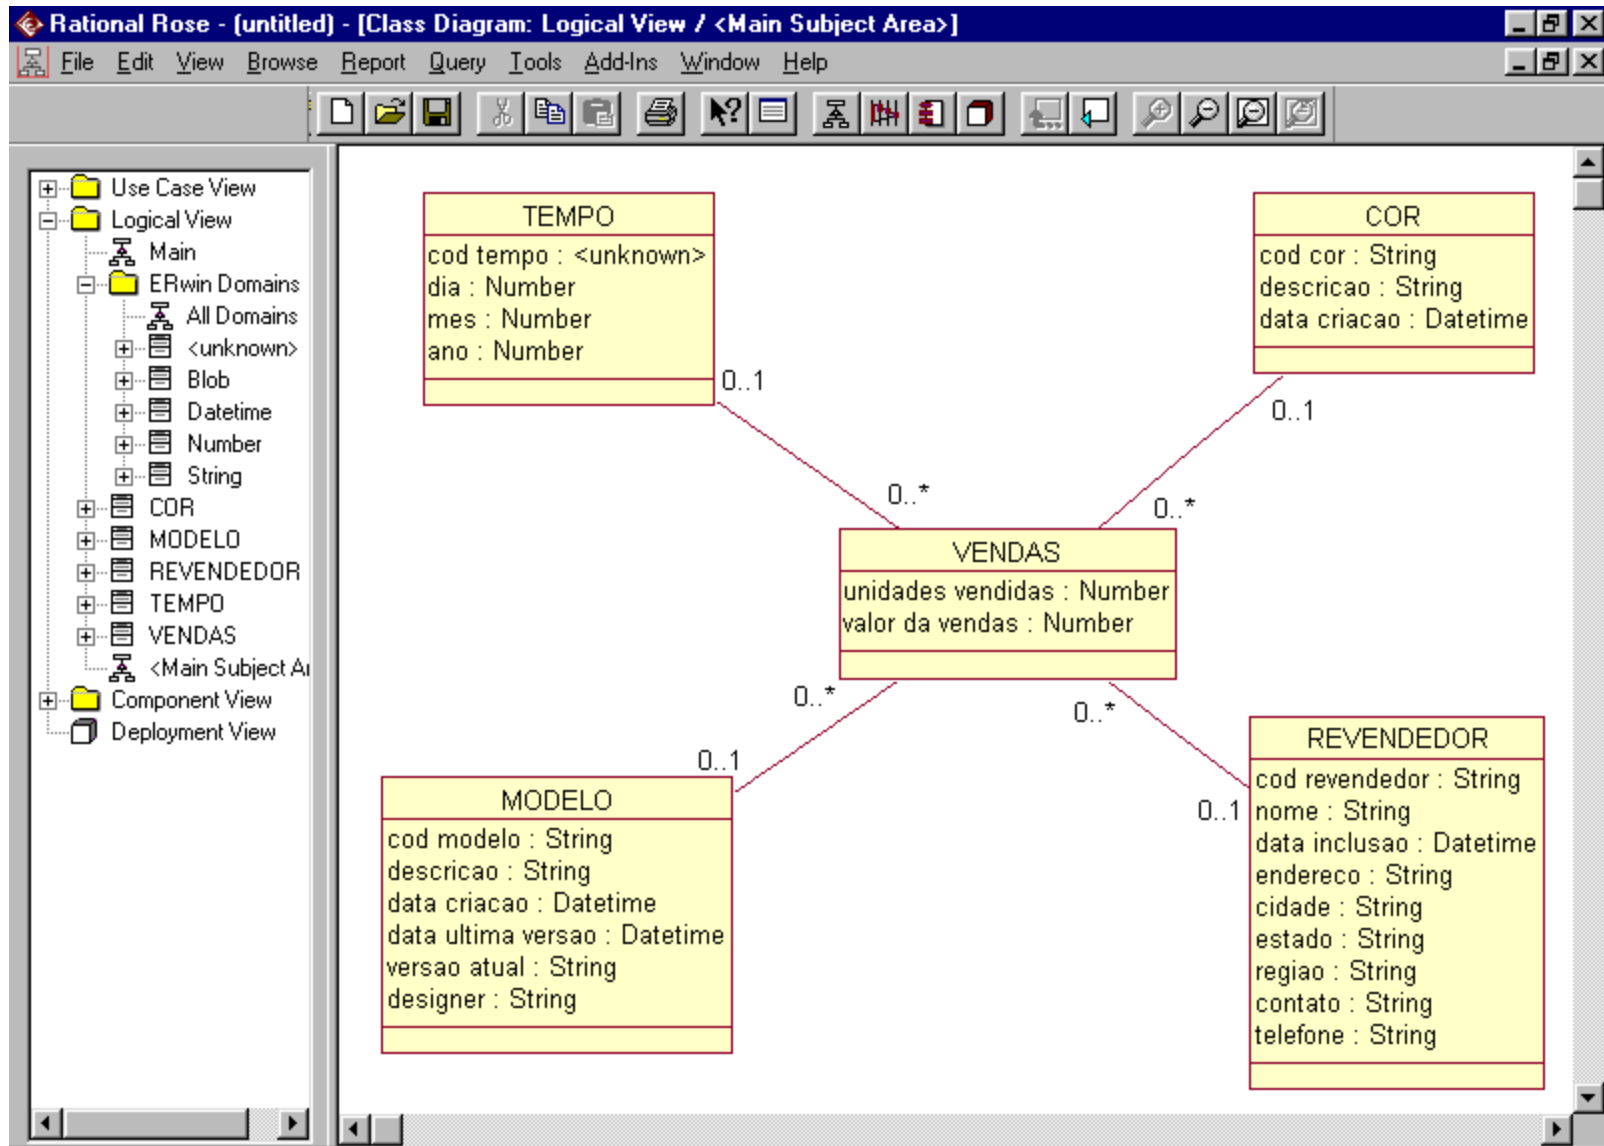 Rational Rose - (untitled) - [Class Diagram: Logical View / <Main Subject Area>]
File Edit View Browse Report Query Tools Add-Ins Window Help
Use Case View
Logical View
Main
ERwin Domains
All Domains
<unknown>
Blob
Datetime
Number
String
COR
MODELO
REVENDEDOR
TEMPO
VENDAS
<Main Subject Ar
Component View
Deployment View
TEMPO
cod tempo : <unknown>
dia : Number
mes : Number
ano : Number
0..1
0..*
COR
cod cor : String
descricao : String
data criacao : Datetime
0..1
0..*
VENDAS
unidades vendidas : Number
valor da vendas : Number
0..*
0..1
0..*
0..1
MODELO
cod modelo : String
descricao : String
data criacao : Datetime
data ultima versao : Datetime
versao atual : String
designer : String
REVENDEDOR
cod revendedor : String
nome : String
data inclusao : Datetime
endereco : String
cidade : String
estado : String
regiao : String
contato : String
telefone : String